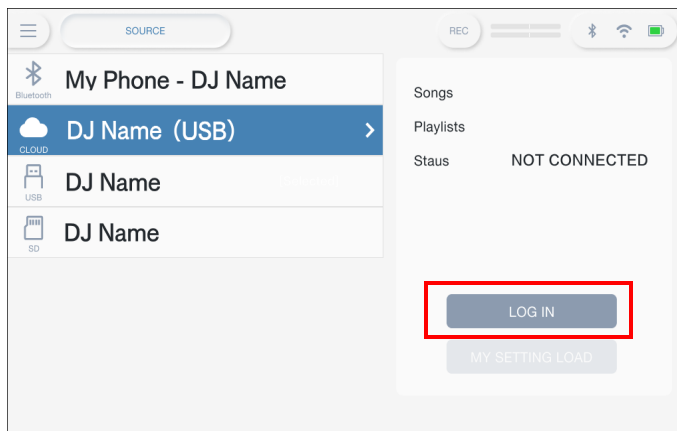 SOURCE
REC
Bluetooth
My Phone - DJ Name
CLOUD
DJ Name (USB)
USB
DJ Name
SD
DJ Name
Songs
Playlists
Staus NOT CONNECTED
LOG IN
MY SETTING LOAD